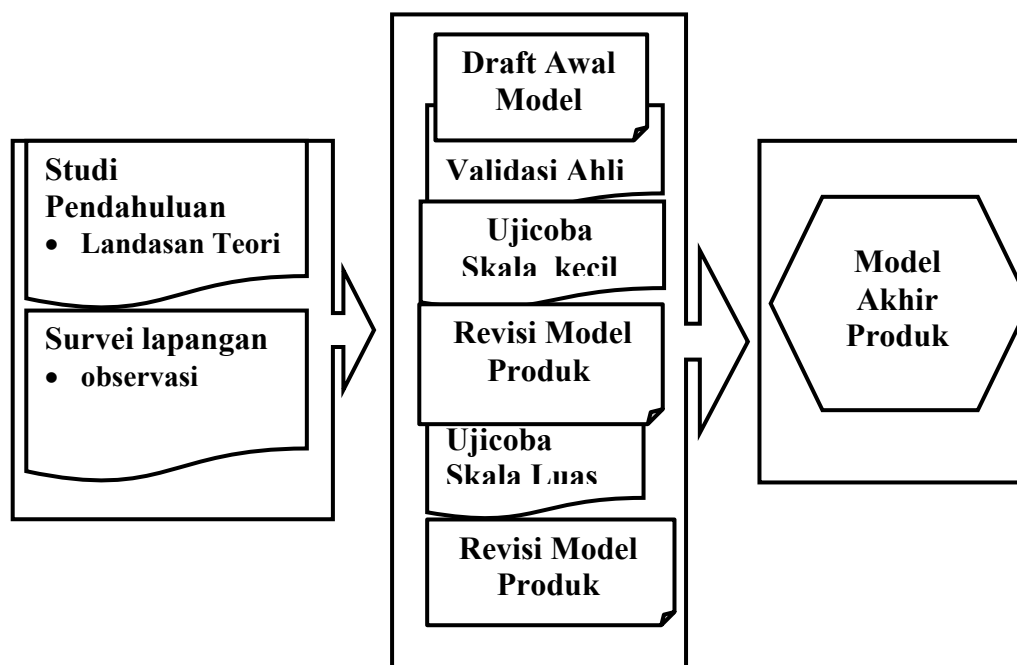 Studi
Pendahuluan
• Landasan Teori
Survei lapangan
• observasi
Draft Awal
Model
Validasi Ahli
Ujicoba
Skala kecil
Revisi Model
Produk
Ujicoba
Skala Luas
Revisi Model
Produk
Model
Akhir
Produk